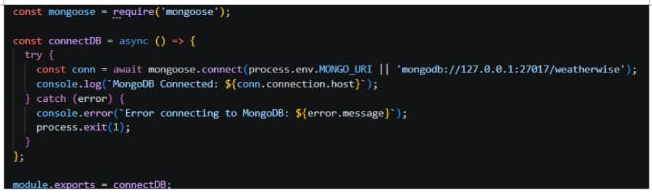 const mongoose = require('mongoose');
const connectDB = async () => {
try {
const conn = await mongoose.connect(process.env.MONGO_URI || 'mongodb://127.0.0.1:27017/weatherwise');
console.log(`MongoDB Connected: ${conn.connection.host}`);
} catch (error) {
console.error(`Error connecting to MongoDB: ${error.message}`);
process.exit(1);
}
};
module.exports = connectDB;